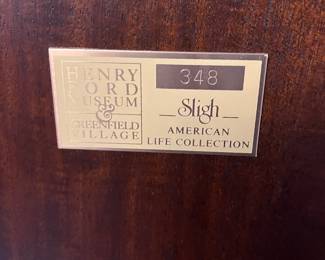 HENRY
FORD
MUSEUM
&
GREENFIELD
VILLAGE
348
Sligh
AMERICAN
LIFE COLLECTION